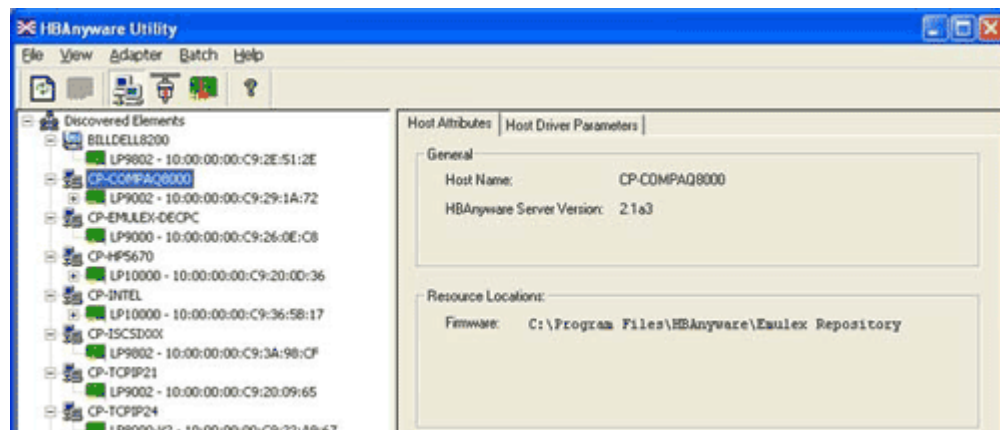 HBAnyware Utility
File View Adapter Batch Help
Discovered Elements
BILLDELL8200
LP9802 - 10:00:00:00:C9:2E:51:2E
CP-COMPAQ8000
LP9002 - 10:00:00:00:C9:29:1A:72
CP-EMULEX-DECPC
LP9000 - 10:00:00:00:C9:26:0E:C8
CP-HP5670
LP10000 - 10:00:00:00:C9:20:0D:36
CP-INTEL
LP10000 - 10:00:00:00:C9:36:58:17
CP-ISCSIXXX
LP9802 - 10:00:00:00:C9:3A:98:CF
CP-TCPIP21
LP9002 - 10:00:00:00:C9:20:09:65
CP-TCPIP24
Host Attributes Host Driver Parameters
General
Host Name: CP-COMPAQ8000
HBAnyware Server Version: 2.1a3
Resource Locations:
Firmware: C:\Program Files\HBAnyware\Emulex Repository